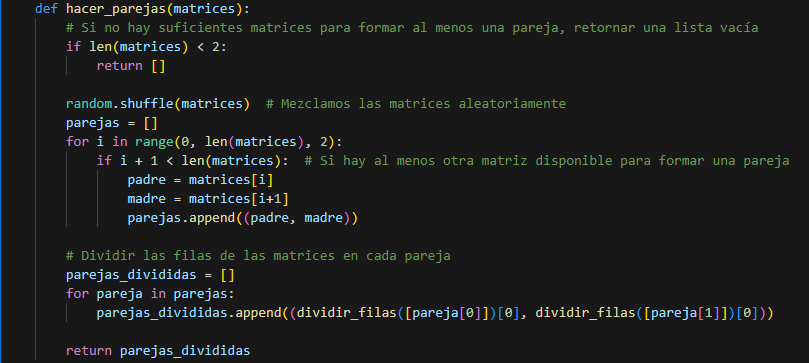 def hacer_parejas(matrices):
    # Si no hay suficientes matrices para formar al menos una pareja, retornar una lista vacía
    if len(matrices) < 2:
        return []

    random.shuffle(matrices)  # Mezclamos las matrices aleatoriamente
    parejas = []
    for i in range(0, len(matrices), 2):
        if i + 1 < len(matrices):  # Si hay al menos otra matriz disponible para formar una pareja
            padre = matrices[i]
            madre = matrices[i+1]
            parejas.append((padre, madre))

    # Dividir las filas de las matrices en cada pareja
    parejas_divididas = []
    for pareja in parejas:
        parejas_divididas.append((dividir_filas([pareja[0]])[0], dividir_filas([pareja[1]])[0]))

    return parejas_divididas